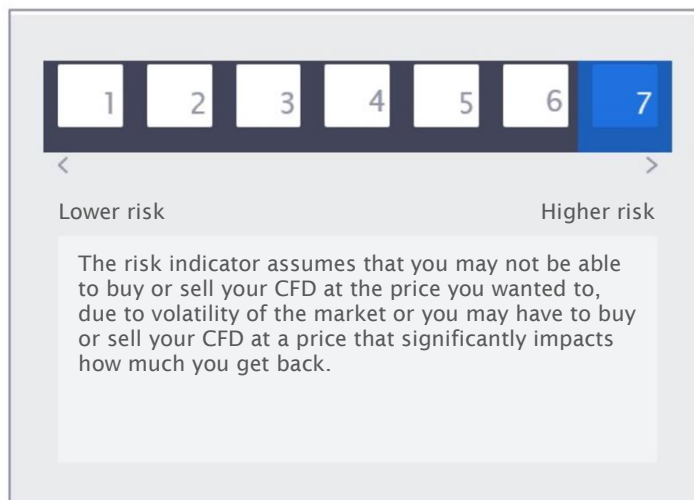 1 2 3 4 5 6 7
< >
Lower risk Higher risk
The risk indicator assumes that you may not be able
to buy or sell your CFD at the price you wanted to,
due to volatility of the market or you may have to buy
or sell your CFD at a price that significantly impacts
how much you get back.